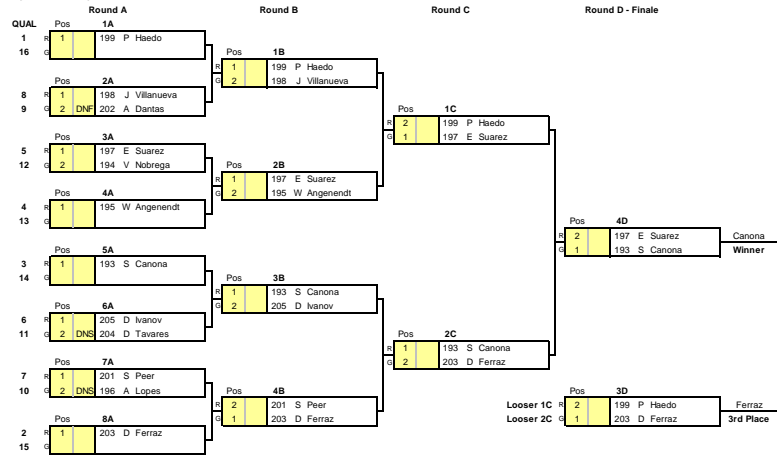 Round A Round B Round C Round D - Finale
QUAL Pos 1A
1 R 1 199 P Haedo
16 G
Pos 1B
R 1 199 P Haedo
G 2 198 J Villanueva
Pos 2A
8 R 1 198 J Villanueva
9 G 2 DNF 202 A Dantas
Pos 1C
R 2 199 P Haedo
G 1 197 E Suarez
Pos 3A
5 R 1 197 E Suarez
12 G 2 194 V Nobrega
Pos 2B
R 1 197 E Suarez
G 2 195 W Angenendt
Pos 4A
4 R 1 195 W Angenendt
13 G
Pos 4D
R 2 197 E Suarez Canona
G 1 193 S Canona Winner
Pos 5A
3 R 1 193 S Canona
14 G
Pos 3B
R 1 193 S Canona
G 2 205 D Ivanov
Pos 6A
6 R 1 205 D Ivanov
11 G 2 DNS 204 D Tavares
Pos 2C
R 1 193 S Canona
G 2 203 D Ferraz
Pos 7A
7 R 1 201 S Peer
10 G 2 DNS 196 A Lopes
Pos 4B
R 2 201 S Peer
G 1 203 D Ferraz
Pos 3D
Looser 1C R 2 199 P Haedo Ferraz
Looser 2C G 1 203 D Ferraz 3rd Place
Pos 8A
2 R 1 203 D Ferraz
15 G